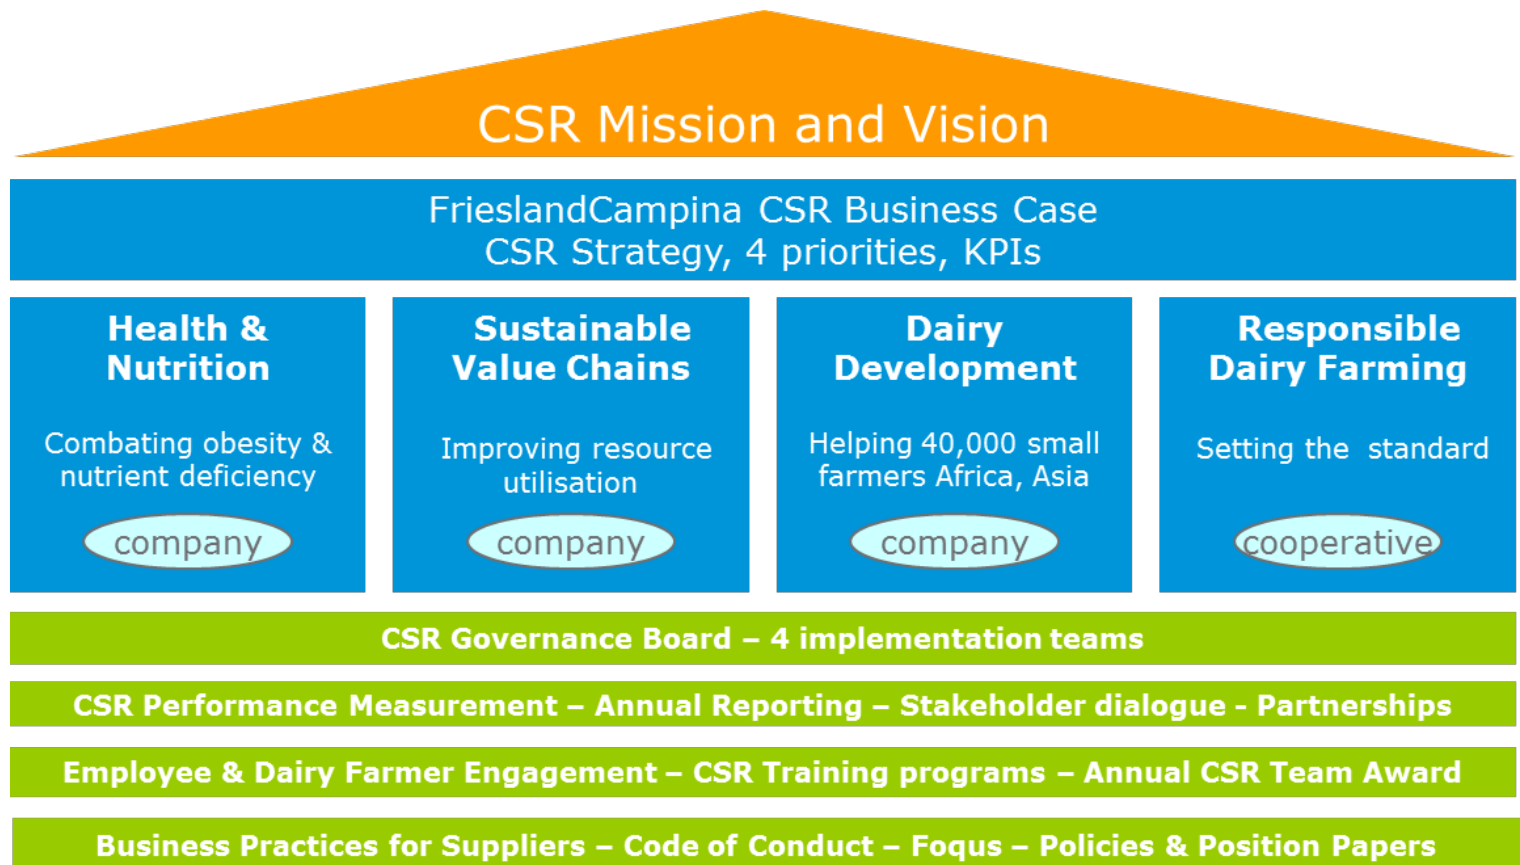 CSR Mission and Vision
FrieslandCampina CSR Business Case
CSR Strategy, 4 priorities, KPIs
Health &
Nutrition
Combating obesity &
nutrient deficiency
company
Sustainable
Value Chains
Improving resource
utilisation
company
Dairy
Development
Helping 40,000 small
farmers Africa, Asia
company
Responsible
Dairy Farming
Setting the standard
cooperative
CSR Governance Board – 4 implementation teams
CSR Performance Measurement – Annual Reporting – Stakeholder dialogue - Partnerships
Employee & Dairy Farmer Engagement – CSR Training programs – Annual CSR Team Award
Business Practices for Suppliers – Code of Conduct – Foqus – Policies & Position Papers